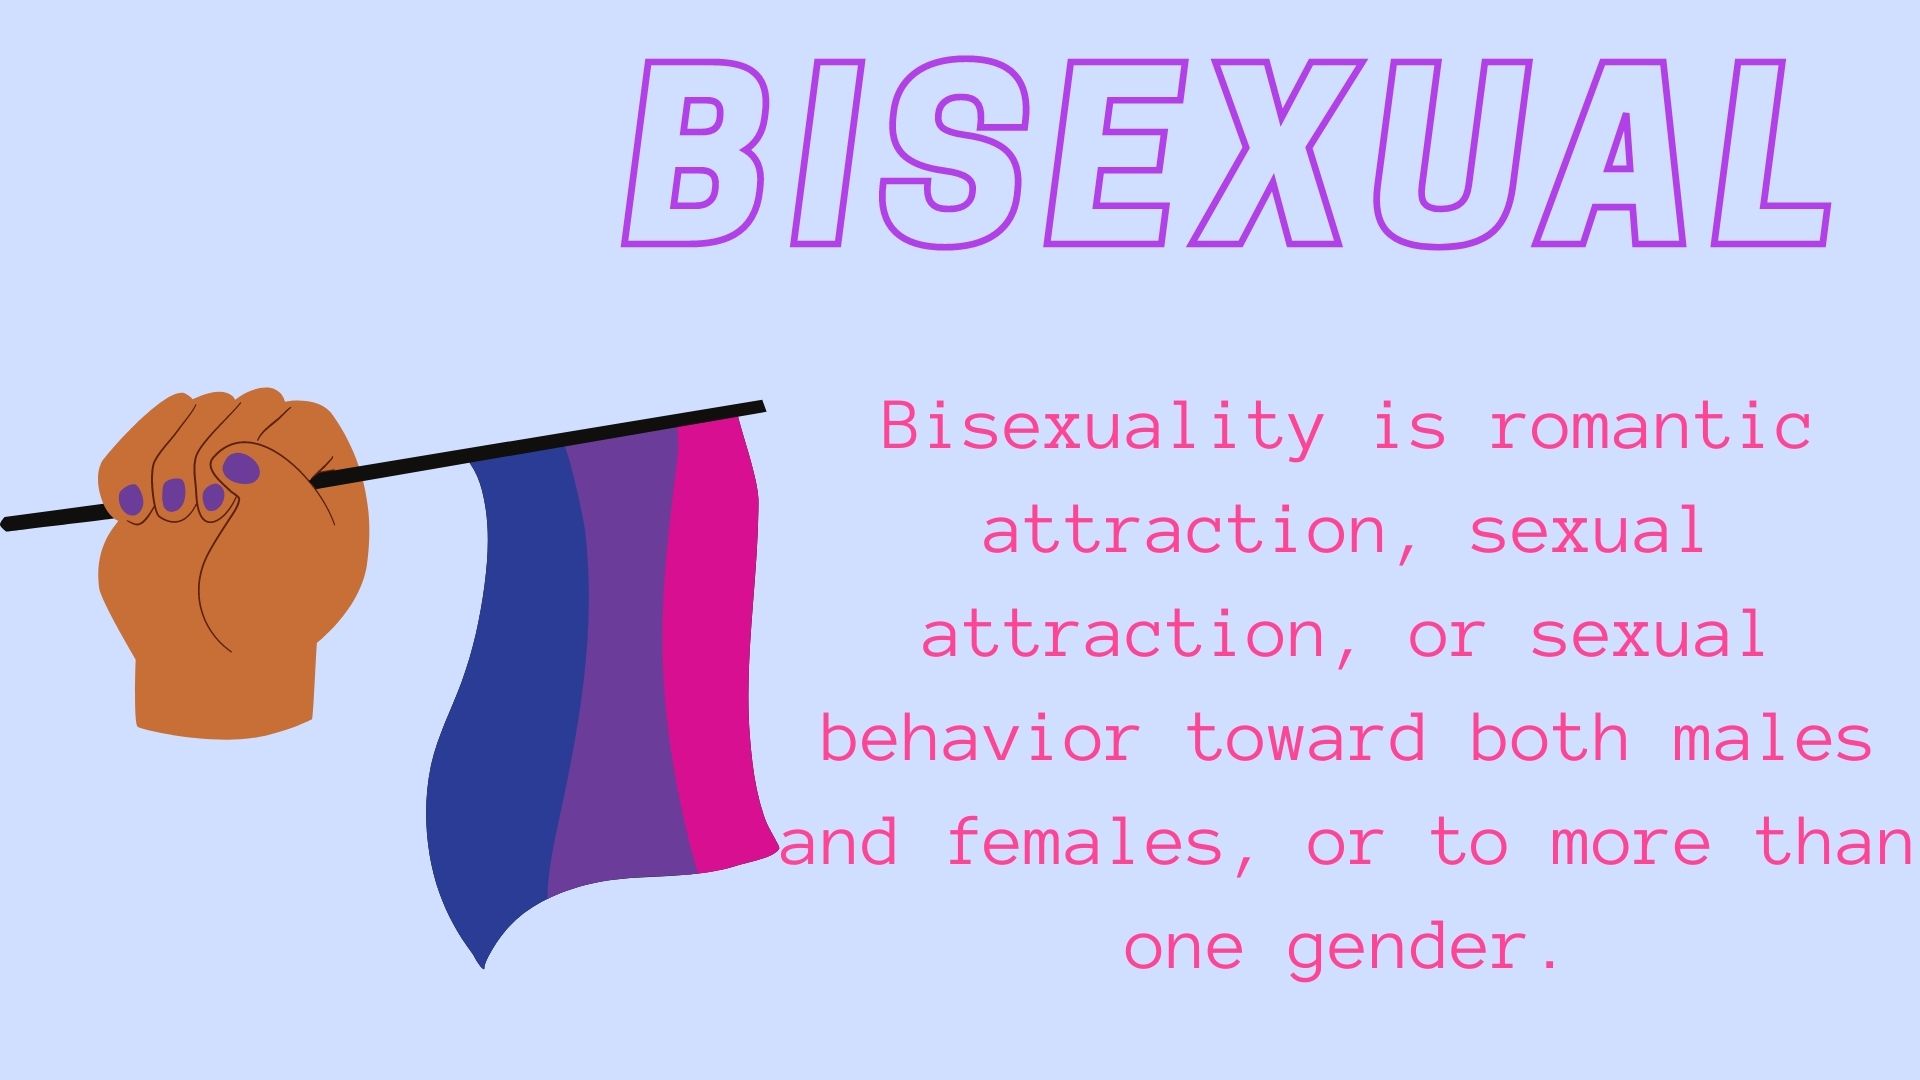 BISEXUAL
Bisexuality is romantic
attraction, sexual
attraction, or sexual
behavior toward both males
and females, or to more than
one gender.